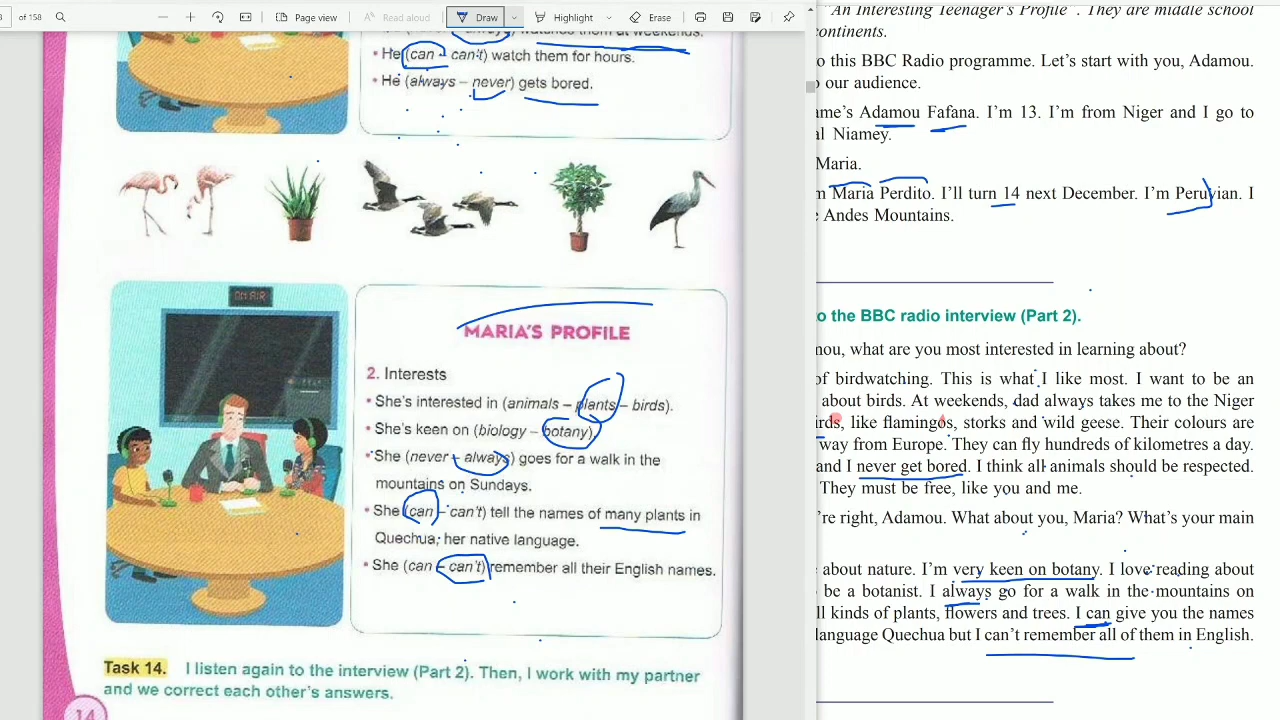 of 158
Page view
Read aloud
Draw
Highlight
Erase
watches them at weekends.
• He (can – can't) watch them for hours.
• He (always – never) gets bored.
ON AIR
MARIA'S PROFILE
2. Interests
• She's interested in (animals – plants – birds).
• She's keen on (biology – botany).
• She (never – always) goes for a walk in the
mountains on Sundays.
• She (can – can't) tell the names of many plants in
Quechua, her native language.
• She (can – can't) remember all their English names.
Task 14. I listen again to the interview (Part 2). Then, I work with my partner
and we correct each other's answers.
14
"An Interesting Teenager's Profile". They are middle school
continents.
o this BBC Radio programme. Let's start with you, Adamou.
o our audience.
ame's Adamou Fafana. I'm 13. I'm from Niger and I go to
al Niamey.
Maria.
m Maria Perdito. I'll turn 14 next December. I'm Peruvian. I
e Andes Mountains.
o the BBC radio interview (Part 2).
mou, what are you most interested in learning about?
of birdwatching. This is what I like most. I want to be an
about birds. At weekends, dad always takes me to the Niger
irds, like flamingos, storks and wild geese. Their colours are
way from Europe. They can fly hundreds of kilometres a day.
and I never get bored. I think all animals should be respected.
They must be free, like you and me.
're right, Adamou. What about you, Maria? What's your main
about nature. I'm very keen on botany. I love reading about
be a botanist. I always go for a walk in the mountains on
ll kinds of plants, flowers and trees. I can give you the names
language Quechua but I can't remember all of them in English.